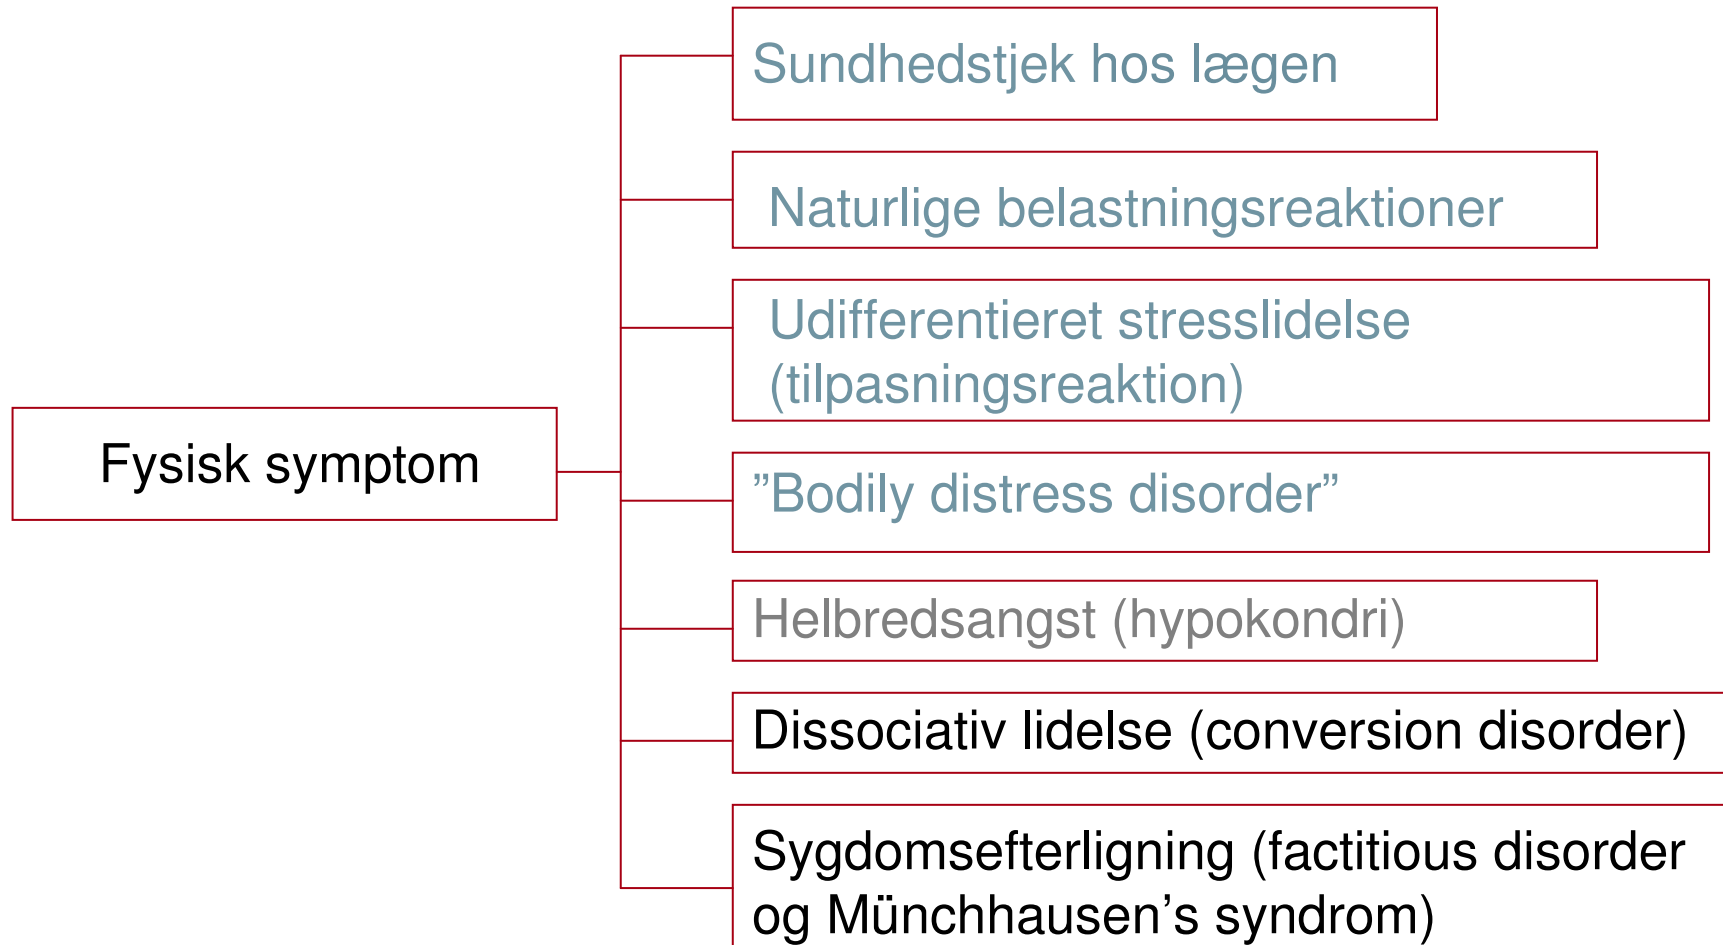 Sundhedstjek hos lægen
Naturlige belastningsreaktioner
Udifferentieret stresslidelse
(tilpasningsreaktion)
Fysisk symptom
”Bodily distress disorder”
Helbredsangst (hypokondri)
Dissociativ lidelse (conversion disorder)
Sygdomsefterligning (factitious disorder
og Münchhausen’s syndrom)